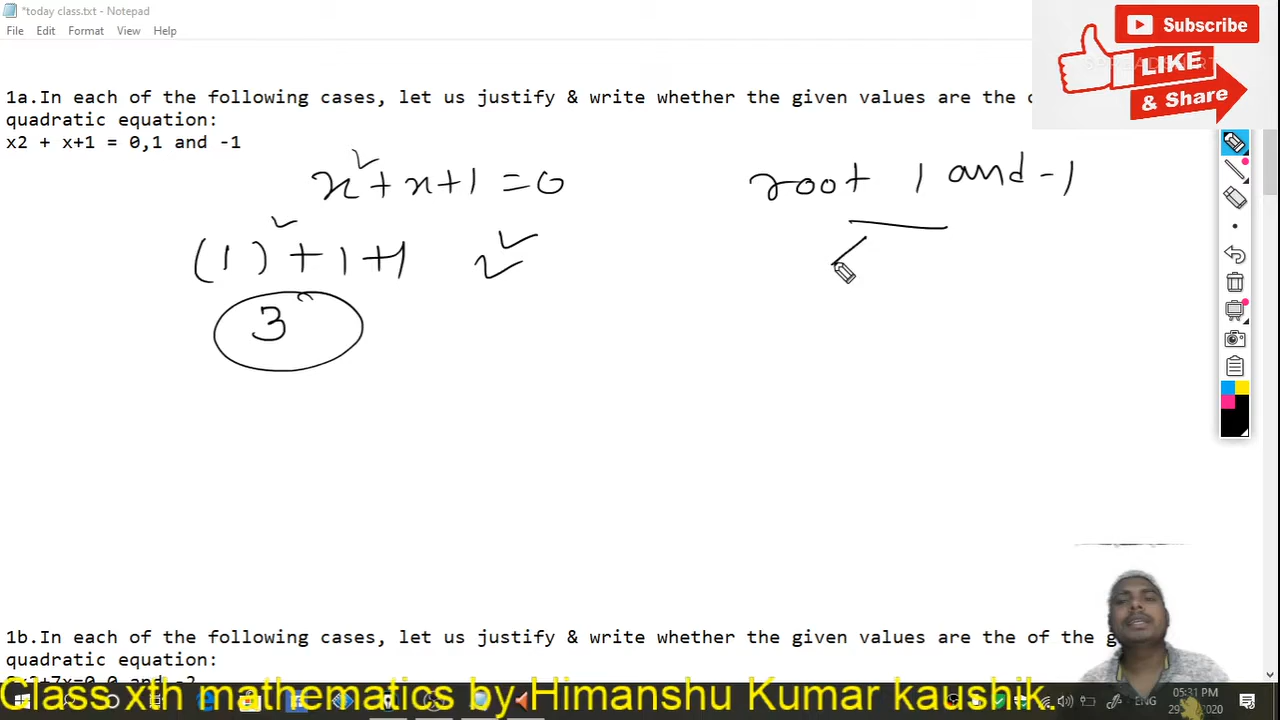 *today class.txt - Notepad
File Edit Format View Help
Subscribe
LIKE
& Share
1a.In each of the following cases, let us justify & write whether the given values are the
quadratic equation:
x2 + x+1 = 0,1 and -1
x² + x + 1 = 0
root 1 and -1
(1)² + 1 + 1
3
1b.In each of the following cases, let us justify & write whether the given values are the of the
quadratic equation:
Class xth mathematics by Himanshu Kumar kaushik.
ENG
05:31 PM
2020